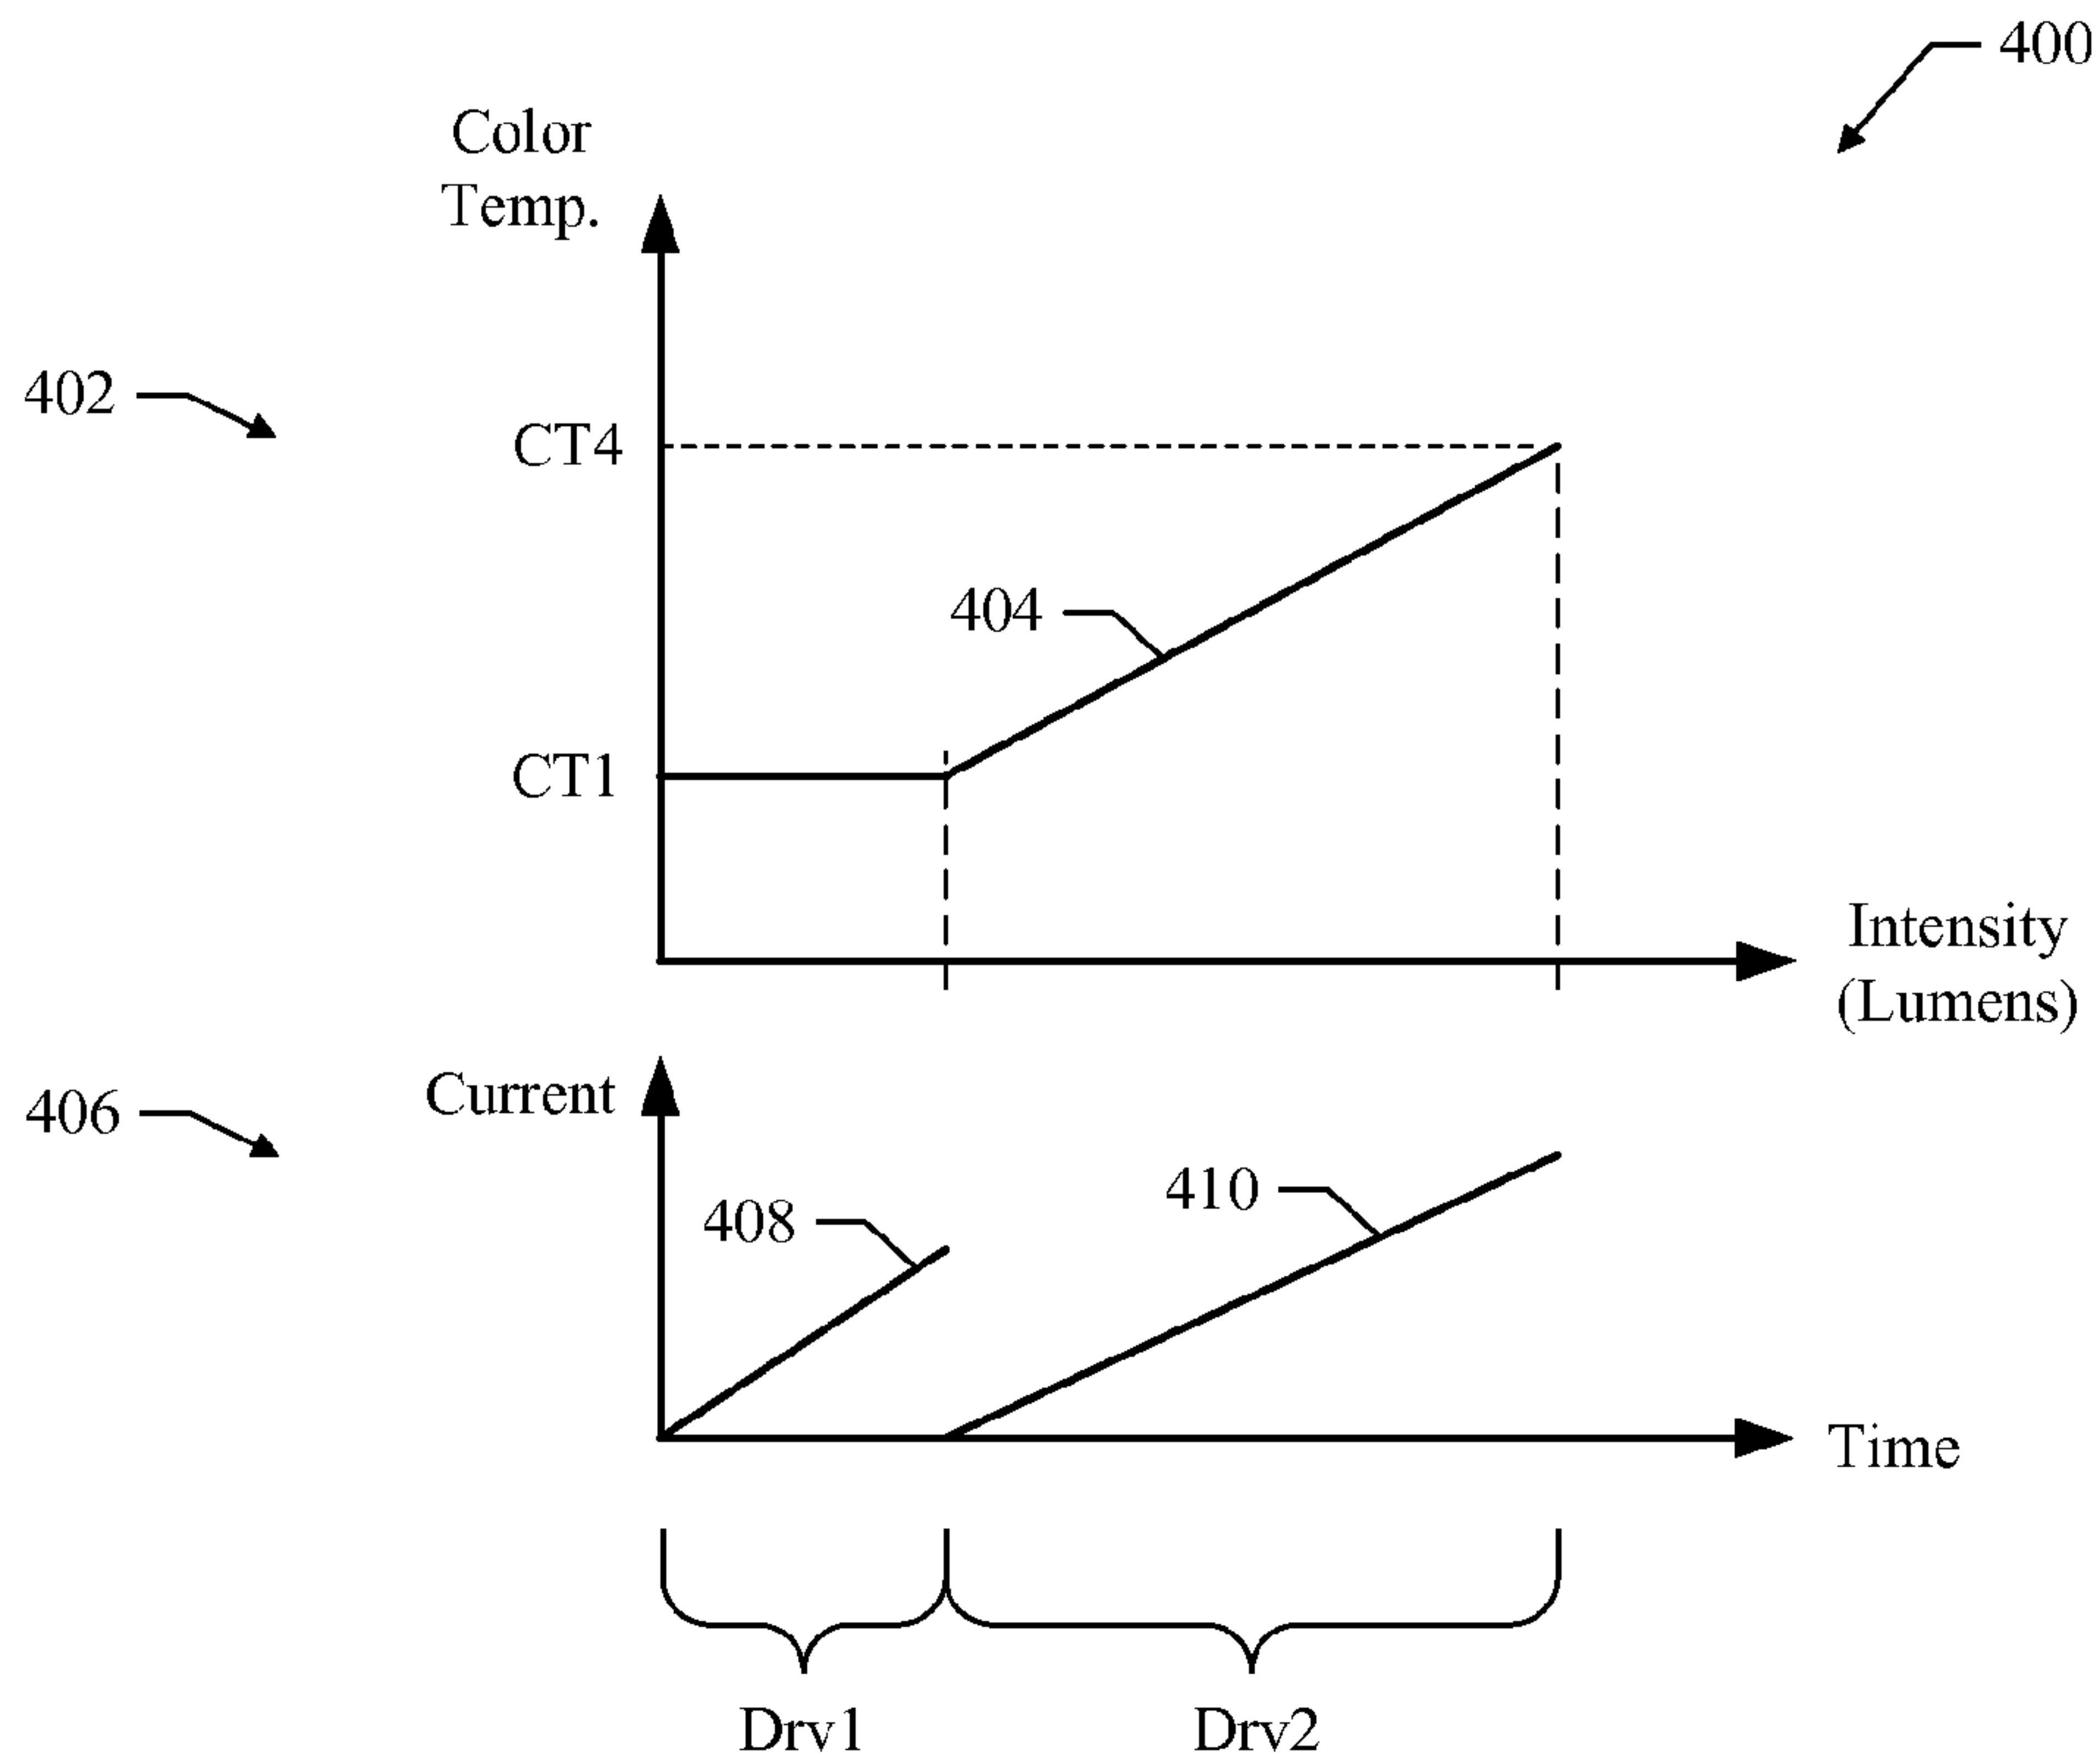 400
Color
Temp.
402
CT4
404
CT1
Intensity
(Lumens)
Current
406
410
408
Time
Drv1
Drv2